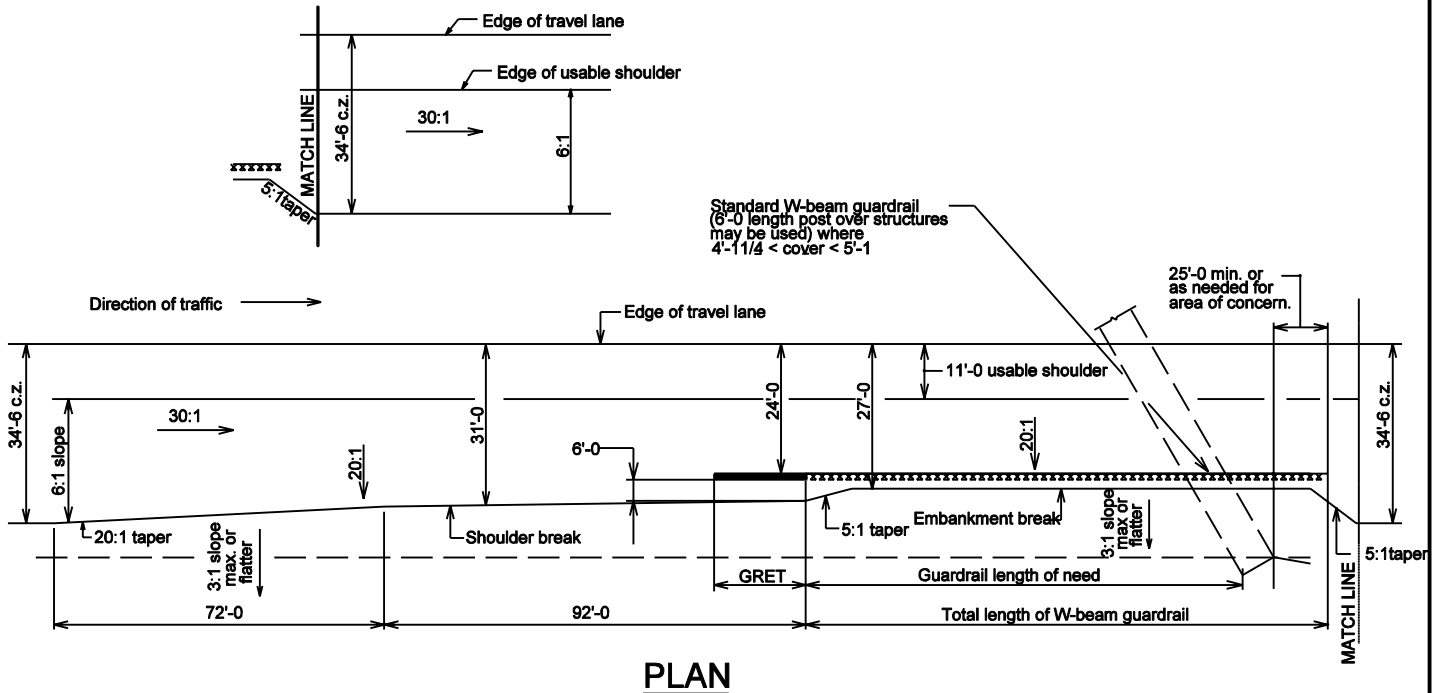 Edge of travel lane
Edge of usable shoulder
MATCH LINE
34'-6 c.z.
30:1
6:1
5:1taper
Standard W-beam guardrail
(6'-0 length post over structures
may be used) where
4'-11/4 < cover < 5'-1
25'-0 min. or
as needed for
area of concern.
Direction of traffic
Edge of travel lane
34'-6 c.z.
6:1 slope
30:1
20:1
31'-0
6'-0
24'-0
27'-0
11'-0 usable shoulder
20:1
34'-6 c.z.
20:1 taper
3:1 slope
max. or
flatter
Shoulder break
5:1 taper
Embankment break
3:1 slope
max. or
flatter
5:1taper
MATCH LINE
GRET
Guardrail length of need
72'-0
92'-0
Total length of W-beam guardrail
PLAN